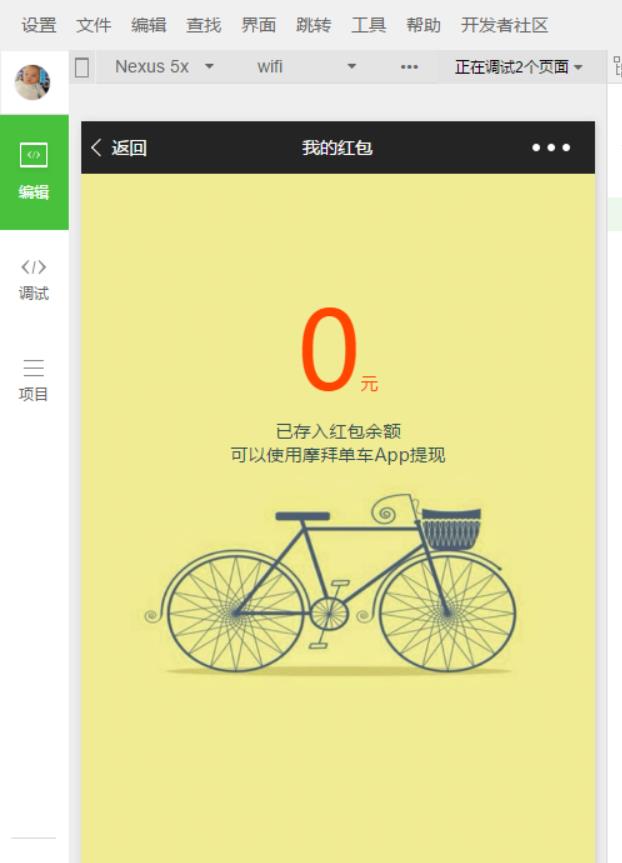 设置 文件 编辑 查找 界面 跳转 工具 帮助 开发者社区
Nexus 5x wifi 正在调试2个页面
返回 我的红包
编辑
调试
项目
0元
已存入红包余额
可以使用摩拜单车App提现